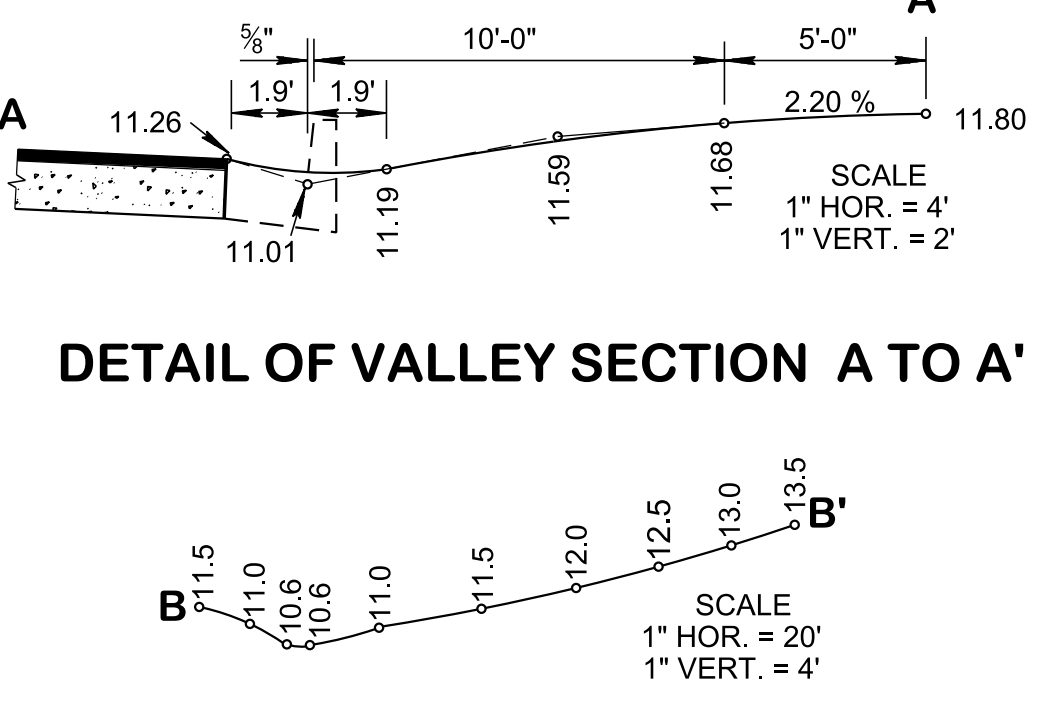 A'
5/8"
10'-0"
5'-0"
1.9'
1.9'
A
11.26
2.20 %
11.80
11.59
11.68
11.19
11.01
SCALE
1" HOR. = 4'
1" VERT. = 2'
DETAIL OF VALLEY SECTION A TO A'
B
11.5
11.0
10.6
10.6
11.0
11.5
12.0
12.5
13.0
13.5
B'
SCALE
1" HOR. = 20'
1" VERT. = 4'